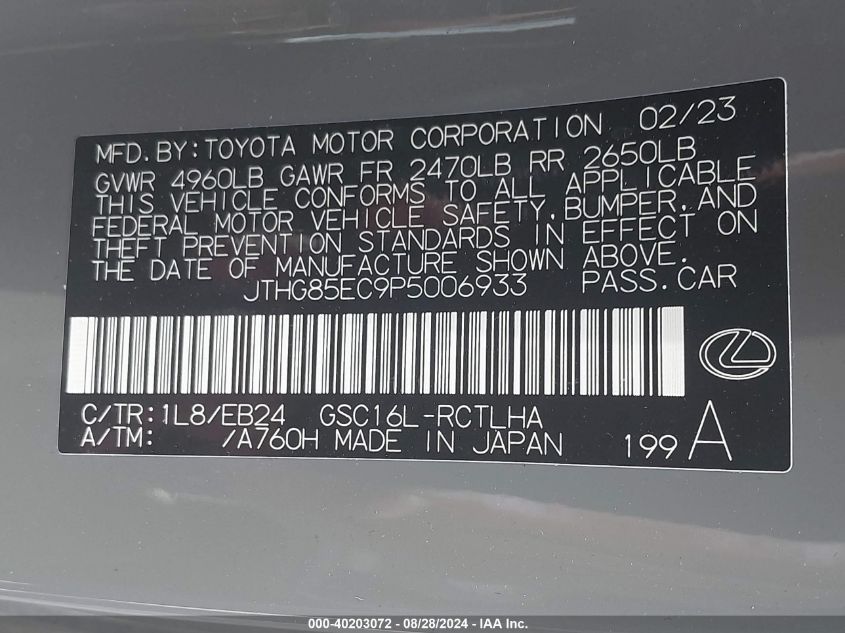 MFD. BY: TOYOTA MOTOR CORPORATION 02/23
GVWR 4960LB GAWR FR 2470LB RR 2650LB
THIS VEHICLE CONFORMS TO ALL APPLICABLE
FEDERAL MOTOR VEHICLE SAFETY, BUMPER, AND
THEFT PREVENTION STANDARDS IN EFFECT ON
THE DATE OF MANUFACTURE SHOWN ABOVE.
JTHG85EC9P5006933 PASS. CAR
C/TR: 1L8/EB24 GSC16L-RCTLHA
A/TM: /A760H MADE IN JAPAN 199 A
000-40203072 - 08/28/2024 - IAA Inc.